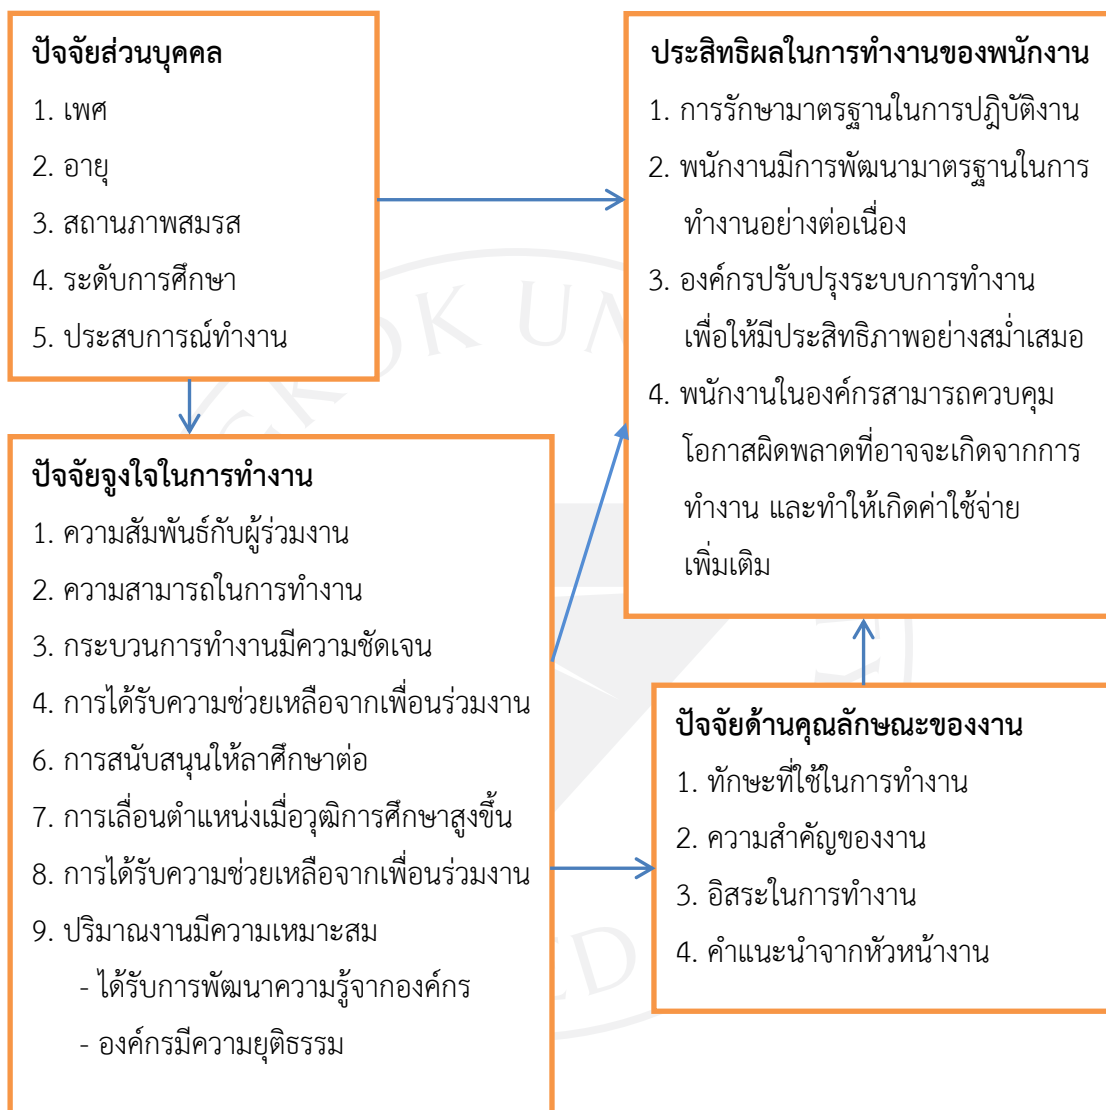 ปัจจัยส่วนบุคคล
1. เพศ
2. อายุ
3. สถานภาพสมรส
4. ระดับการศึกษา
5. ประสบการณ์ทำงาน
ประสิทธิผลในการทำงานของพนักงาน
1. การรักษามาตรฐานในการปฎิบัติงาน
2. พนักงานมีการพัฒนามาตรฐานในการ
ทำงานอย่างต่อเนื่อง
3. องค์กรปรับปรุงระบบการทำงาน
เพื่อให้มีประสิทธิภาพอย่างสม่ำเสมอ
4. พนักงานในองค์กรสามารถควบคุม
โอกาสผิดพลาดที่อาจจะเกิดจากการ
ทำงาน และทำให้เกิดค่าใช้จ่าย
เพิ่มเติม
ปัจจัยจูงใจในการทำงาน
1. ความสัมพันธ์กับผู้ร่วมงาน
2. ความสามารถในการทำงาน
3. กระบวนการทำงานมีความชัดเจน
4. การได้รับความช่วยเหลือจากเพื่อนร่วมงาน
6. การสนับสนุนให้ลาศึกษาต่อ
7. การเลื่อนตำแหน่งเมื่อวุฒิการศึกษาสูงขึ้น
8. การได้รับความช่วยเหลือจากเพื่อนร่วมงาน
9. ปริมาณงานมีความเหมาะสม
- ได้รับการพัฒนาความรู้จากองค์กร
- องค์กรมีความยุติธรรม
ปัจจัยด้านคุณลักษณะของงาน
1. ทักษะที่ใช้ในการทำงาน
2. ความสำคัญของงาน
3. อิสระในการทำงาน
4. คำแนะนำจากหัวหน้างาน